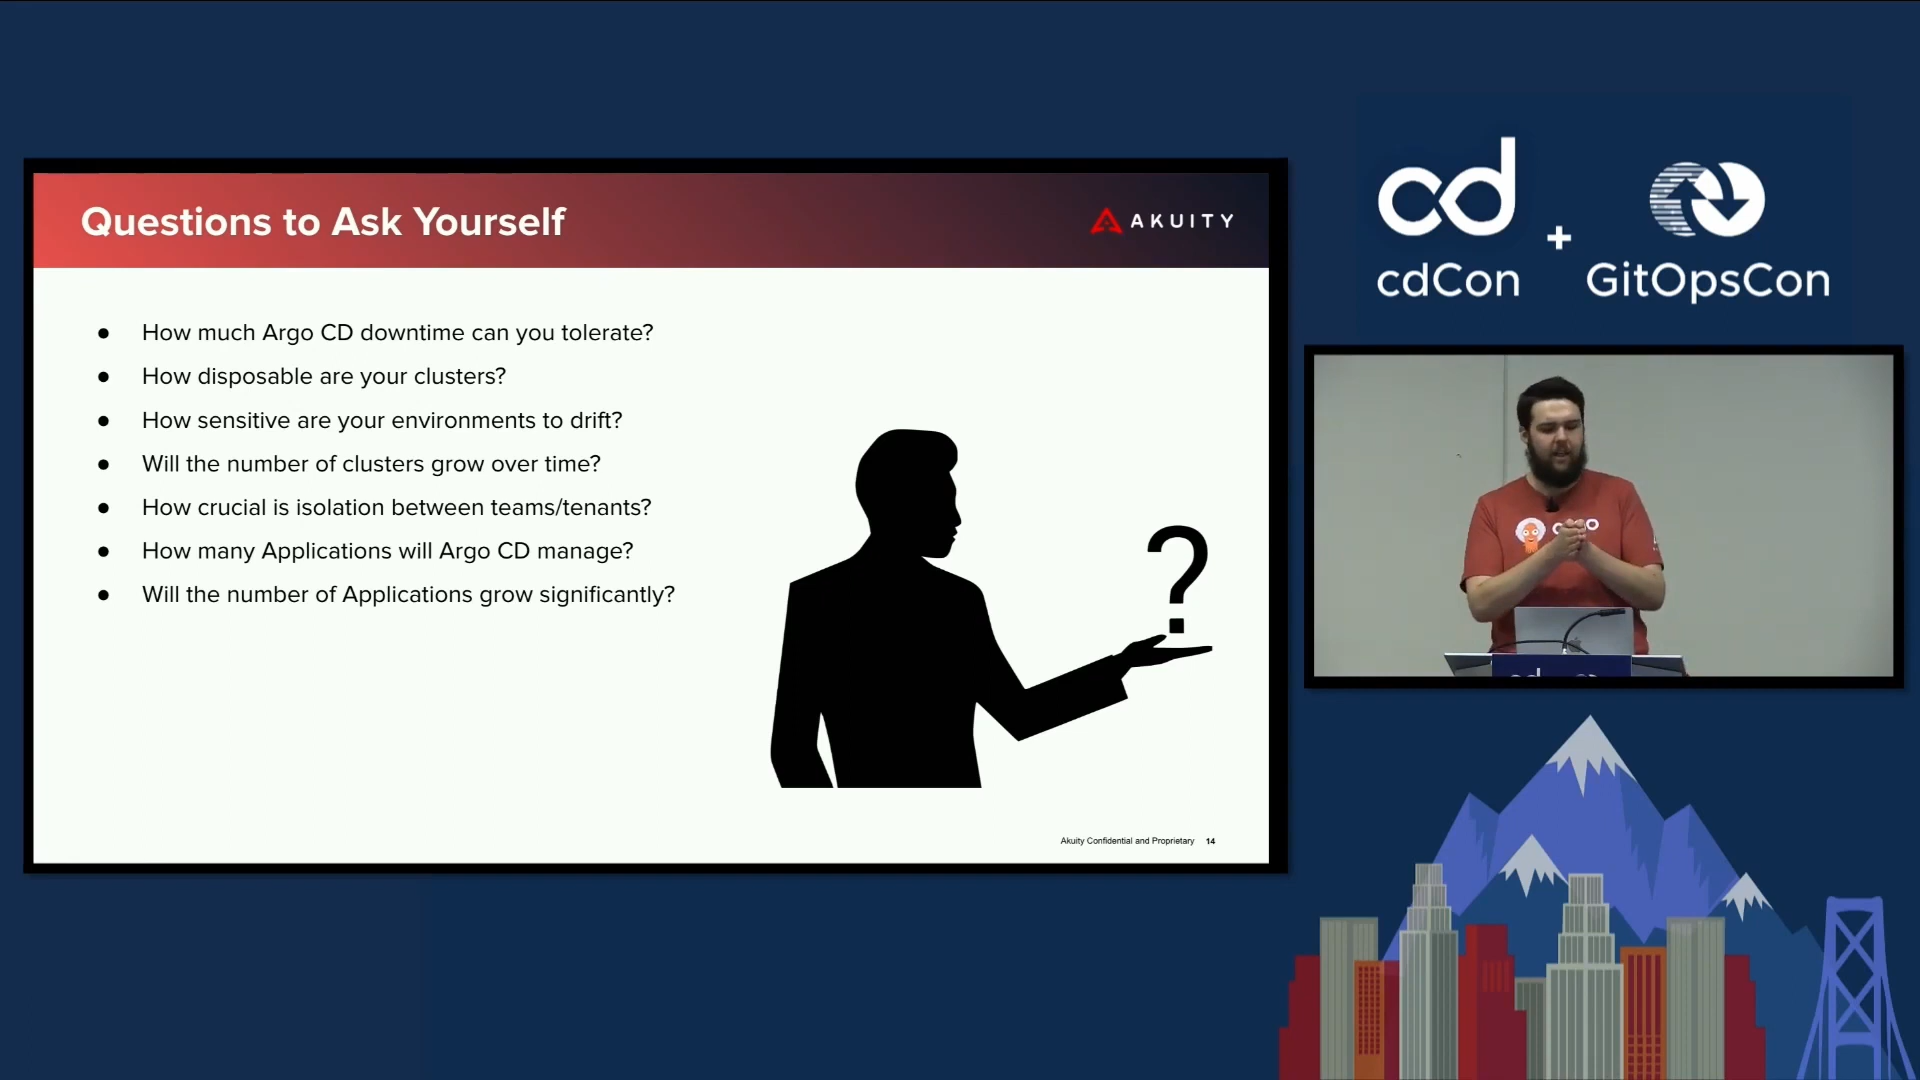 Questions to Ask Yourself
AKUITY
● How much Argo CD downtime can you tolerate?
● How disposable are your clusters?
● How sensitive are your environments to drift?
● Will the number of clusters grow over time?
● How crucial is isolation between teams/tenants?
● How many Applications will Argo CD manage?
● Will the number of Applications grow significantly?
?
Akuity Confidential and Proprietary 14
cd
+
cdCon
GitOpsCon